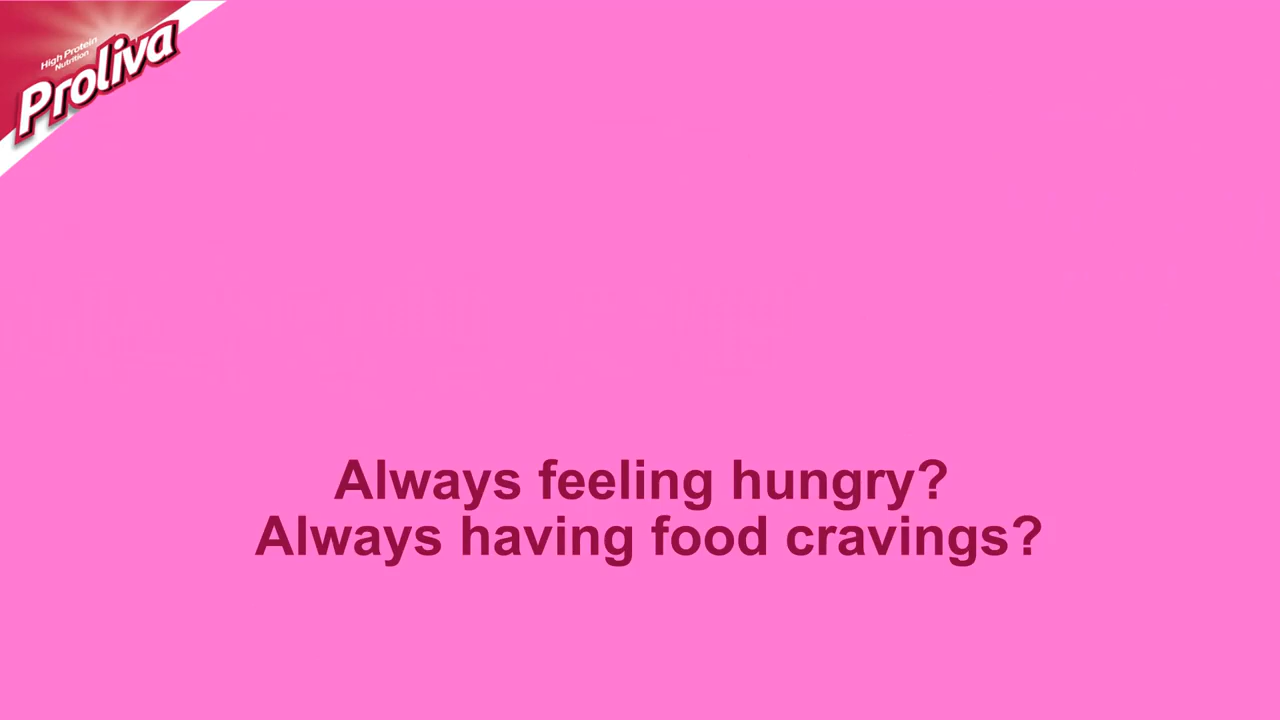 High Protein
Nutrition
Proliva
Always feeling hungry?
Always having food cravings?